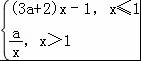 (3a+2)x-1, x≤1
a/x, x>1